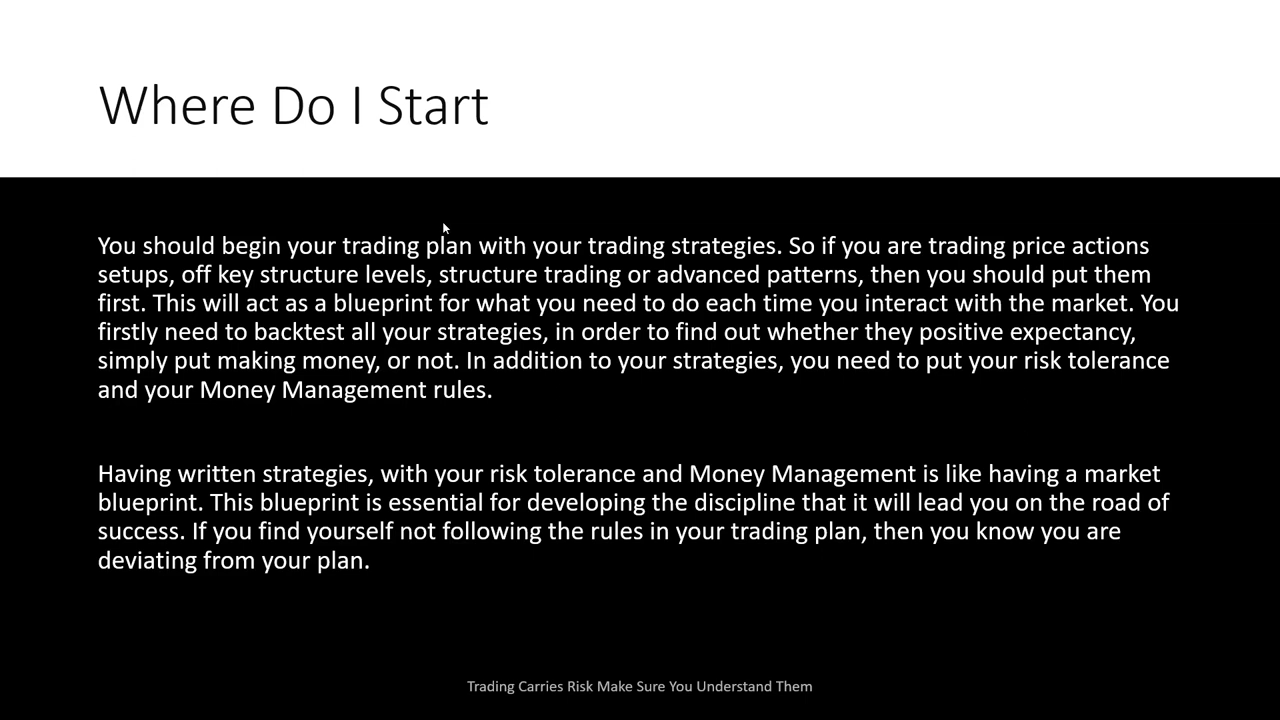 Where Do I Start
You should begin your trading plan with your trading strategies. So if you are trading price actions
setups, off key structure levels, structure trading or advanced patterns, then you should put them
first. This will act as a blueprint for what you need to do each time you interact with the market. You
firstly need to backtest all your strategies, in order to find out whether they positive expectancy,
simply put making money, or not. In addition to your strategies, you need to put your risk tolerance
and your Money Management rules.
Having written strategies, with your risk tolerance and Money Management is like having a market
blueprint. This blueprint is essential for developing the discipline that it will lead you on the road of
success. If you find yourself not following the rules in your trading plan, then you know you are
deviating from your plan.
Trading Carries Risk Make Sure You Understand Them